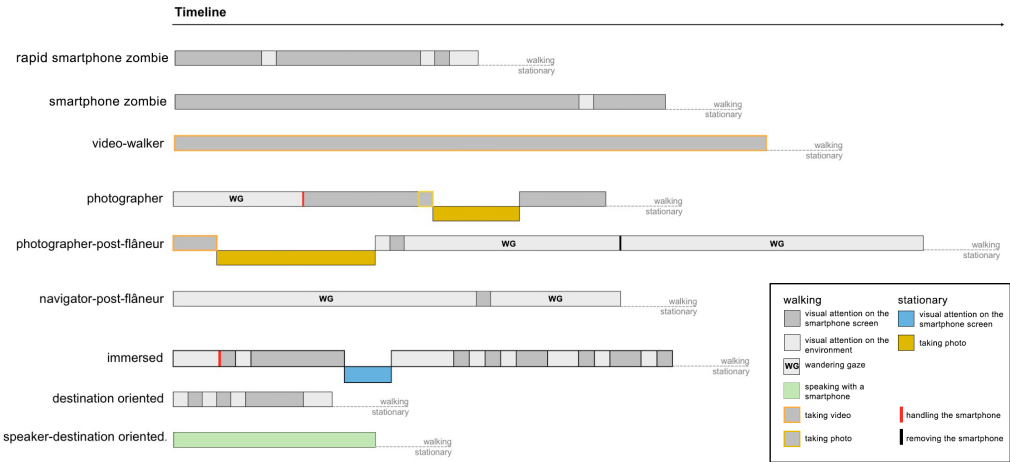 Timeline
rapid smartphone zombie
walking
stationary
smartphone zombie
walking
stationary
video-walker
walking
stationary
photographer
WG
walking
stationary
photographer-post-flâneur
WG
WG
walking
stationary
navigator-post-flâneur
WG
WG
walking
stationary
immersed
walking
stationary
destination oriented
walking
stationary
speaker-destination oriented.
walking
stationary
walking
visual attention on the
smartphone screen
visual attention on the
environment
WG wandering gaze
speaking with a
smartphone
taking video
taking photo
stationary
visual attention on the
smartphone screen
taking photo
handling the smartphone
removing the smartphone